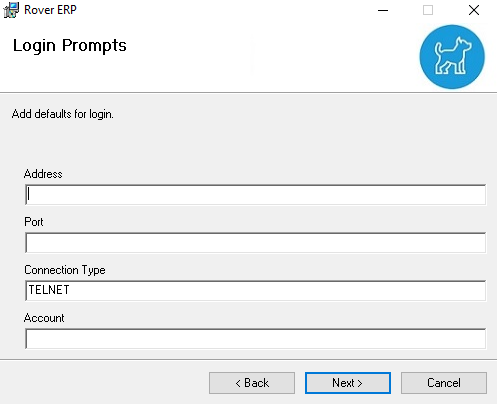 Rover ERP
Login Prompts
Add defaults for login.
Address
Port
Connection Type
TELNET
Account
< Back
Next >
Cancel